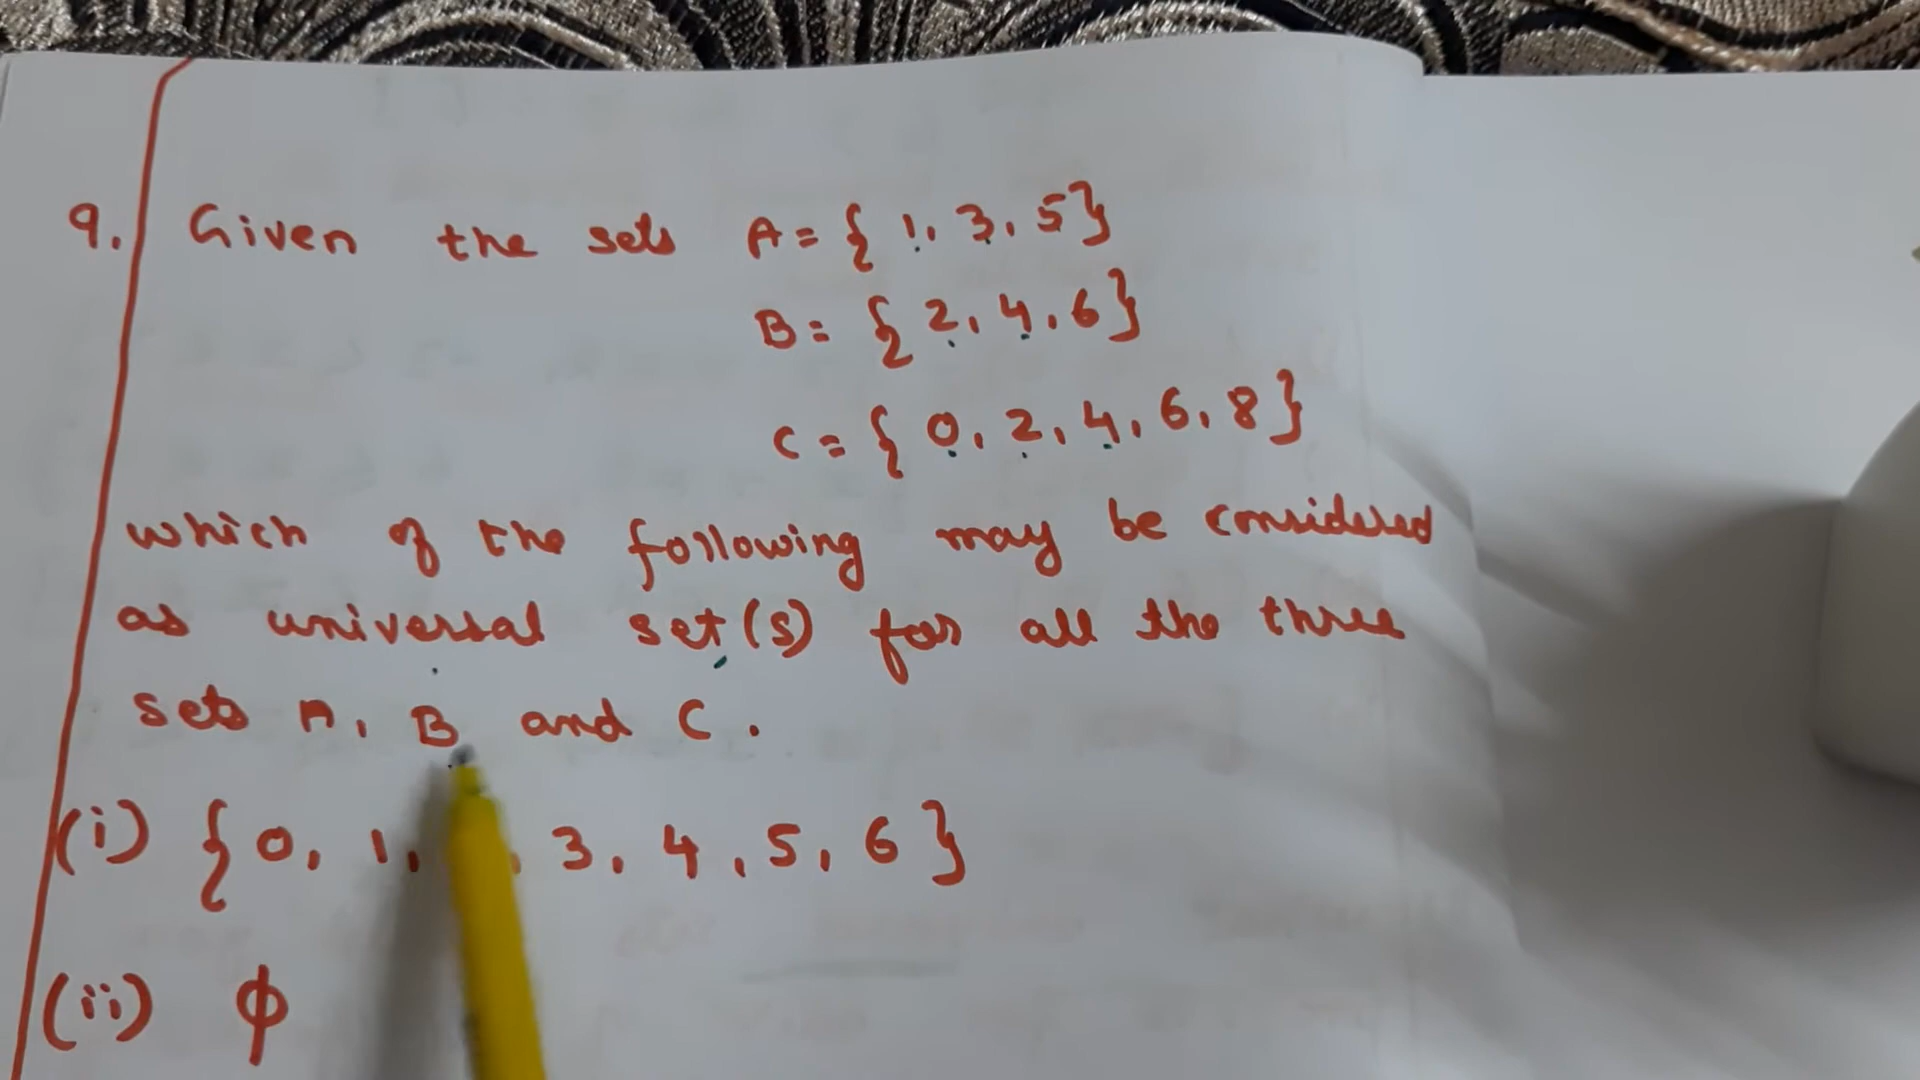 9. Given the sets A = { 1, 3, 5}
B = { 2, 4, 6}
C = { 0, 2, 4, 6, 8}
which of the following may be considered
as universal set(s) for all the three
sets A, B and C.
(i) { 0, 1, , 3, 4, 5, 6 }
(ii) ϕ